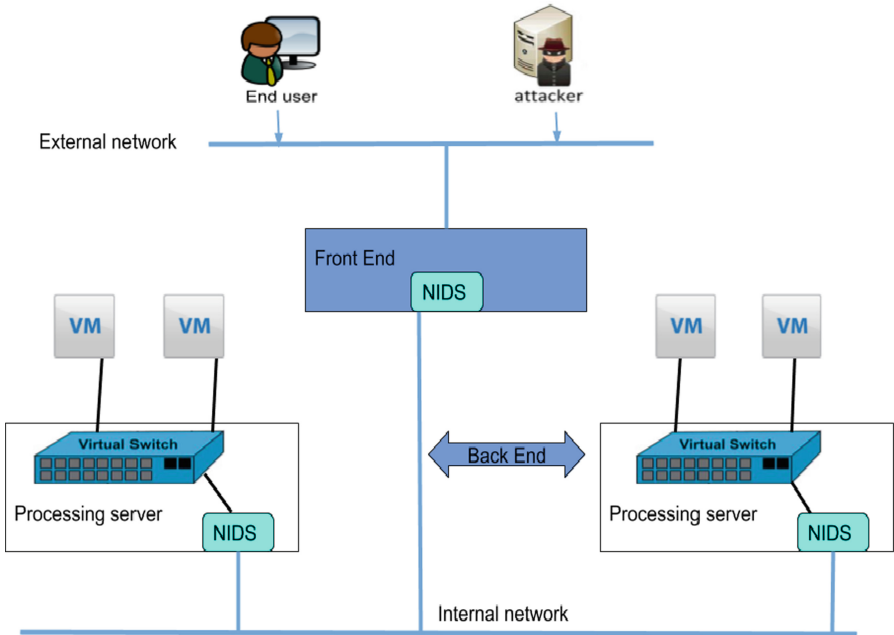 End user
attacker
External network
Front End
NIDS
VM
VM
VM
VM
Virtual Switch
Virtual Switch
Back End
Processing server
Processing server
NIDS
NIDS
Internal network